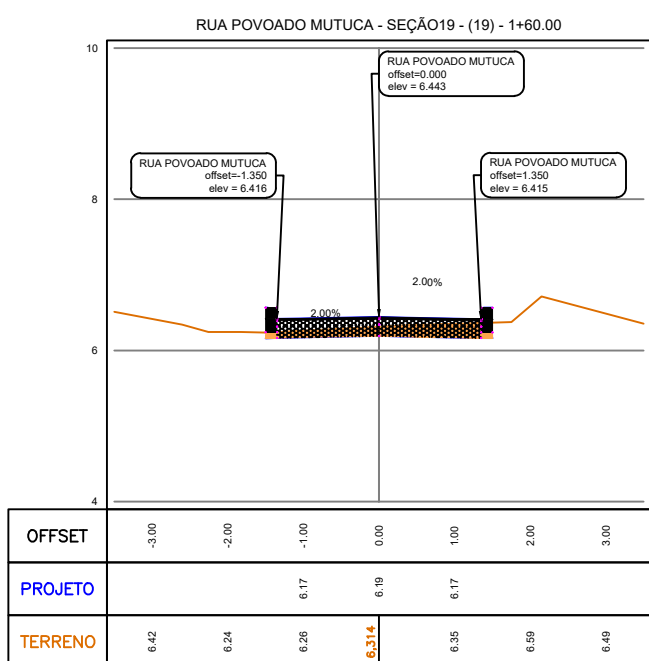 RUA POVOADO MUTUCA - SEÇÃO19 - (19) - 1+60.00
10
RUA POVOADO MUTUCA
offset=0.000
elev = 6.443
RUA POVOADO MUTUCA
offset=-1.350
elev = 6.416
RUA POVOADO MUTUCA
offset=1.350
elev = 6.415
8
2.00%
2.00%
6
4
OFFSET -3.00 -2.00 -1.00 0.00 1.00 2.00 3.00
PROJETO 6.17 6.19 6.17
TERRENO 6.42 6.24 6.26 6,314 6.35 6.59 6.49